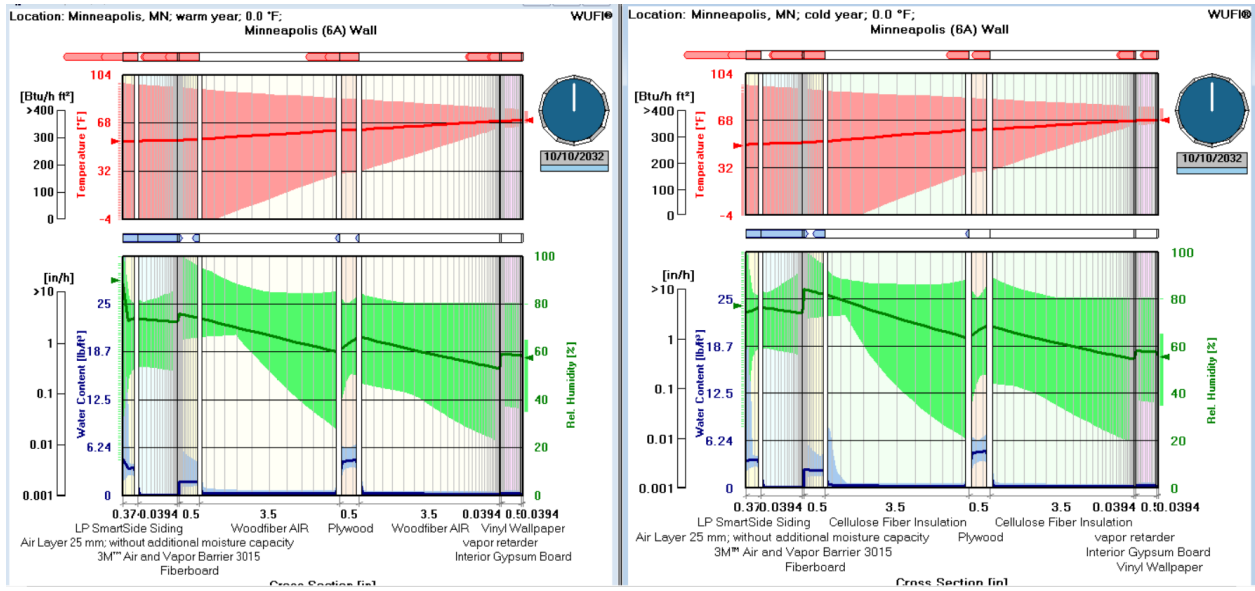 Location: Minneapolis, MN; warm year; 0.0 °F;
WUFI®
Minneapolis (6A) Wall
104
[Btu/h ft²]
>400
68
300
Temperature [°F]
200
32
100
0
-4
10/10/2032
[in/h]
>10
100
25
80
1
18.7
60
Water Content [lb/ft³]
Rel. Humidity [%]
0.1
12.5
40
0.01
6.24
20
0.001
0
0
0.5
3.5
0.5
3.5
0.0394
LP SmartSide Siding
Woodfiber AIR
Plywood
Woodfiber AIR
Vinyl Wallpaper
Air Layer 25 mm; without additional moisture capacity
vapor retarder
3M™ Air and Vapor Barrier 3015
Interior Gypsum Board
Fiberboard
Cross Section [in]
Location: Minneapolis, MN; cold year; 0.0 °F;
WUFI®
Minneapolis (6A) Wall
104
[Btu/h ft²]
>400
68
300
Temperature [°F]
200
32
100
0
-4
10/10/2032
[in/h]
>10
100
25
80
1
18.7
60
Water Content [lb/ft³]
Rel. Humidity [%]
0.1
12.5
40
0.01
6.24
20
0.001
0
0
0.5
3.5
0.5
3.5
0.0394
LP SmartSide Siding
Cellulose Fiber Insulation
Cellulose Fiber Insulation
Air Layer 25 mm; without additional moisture capacity
Plywood
vapor retarder
3M™ Air and Vapor Barrier 3015
Interior Gypsum Board
Fiberboard
Vinyl Wallpaper
Cross Section [in]